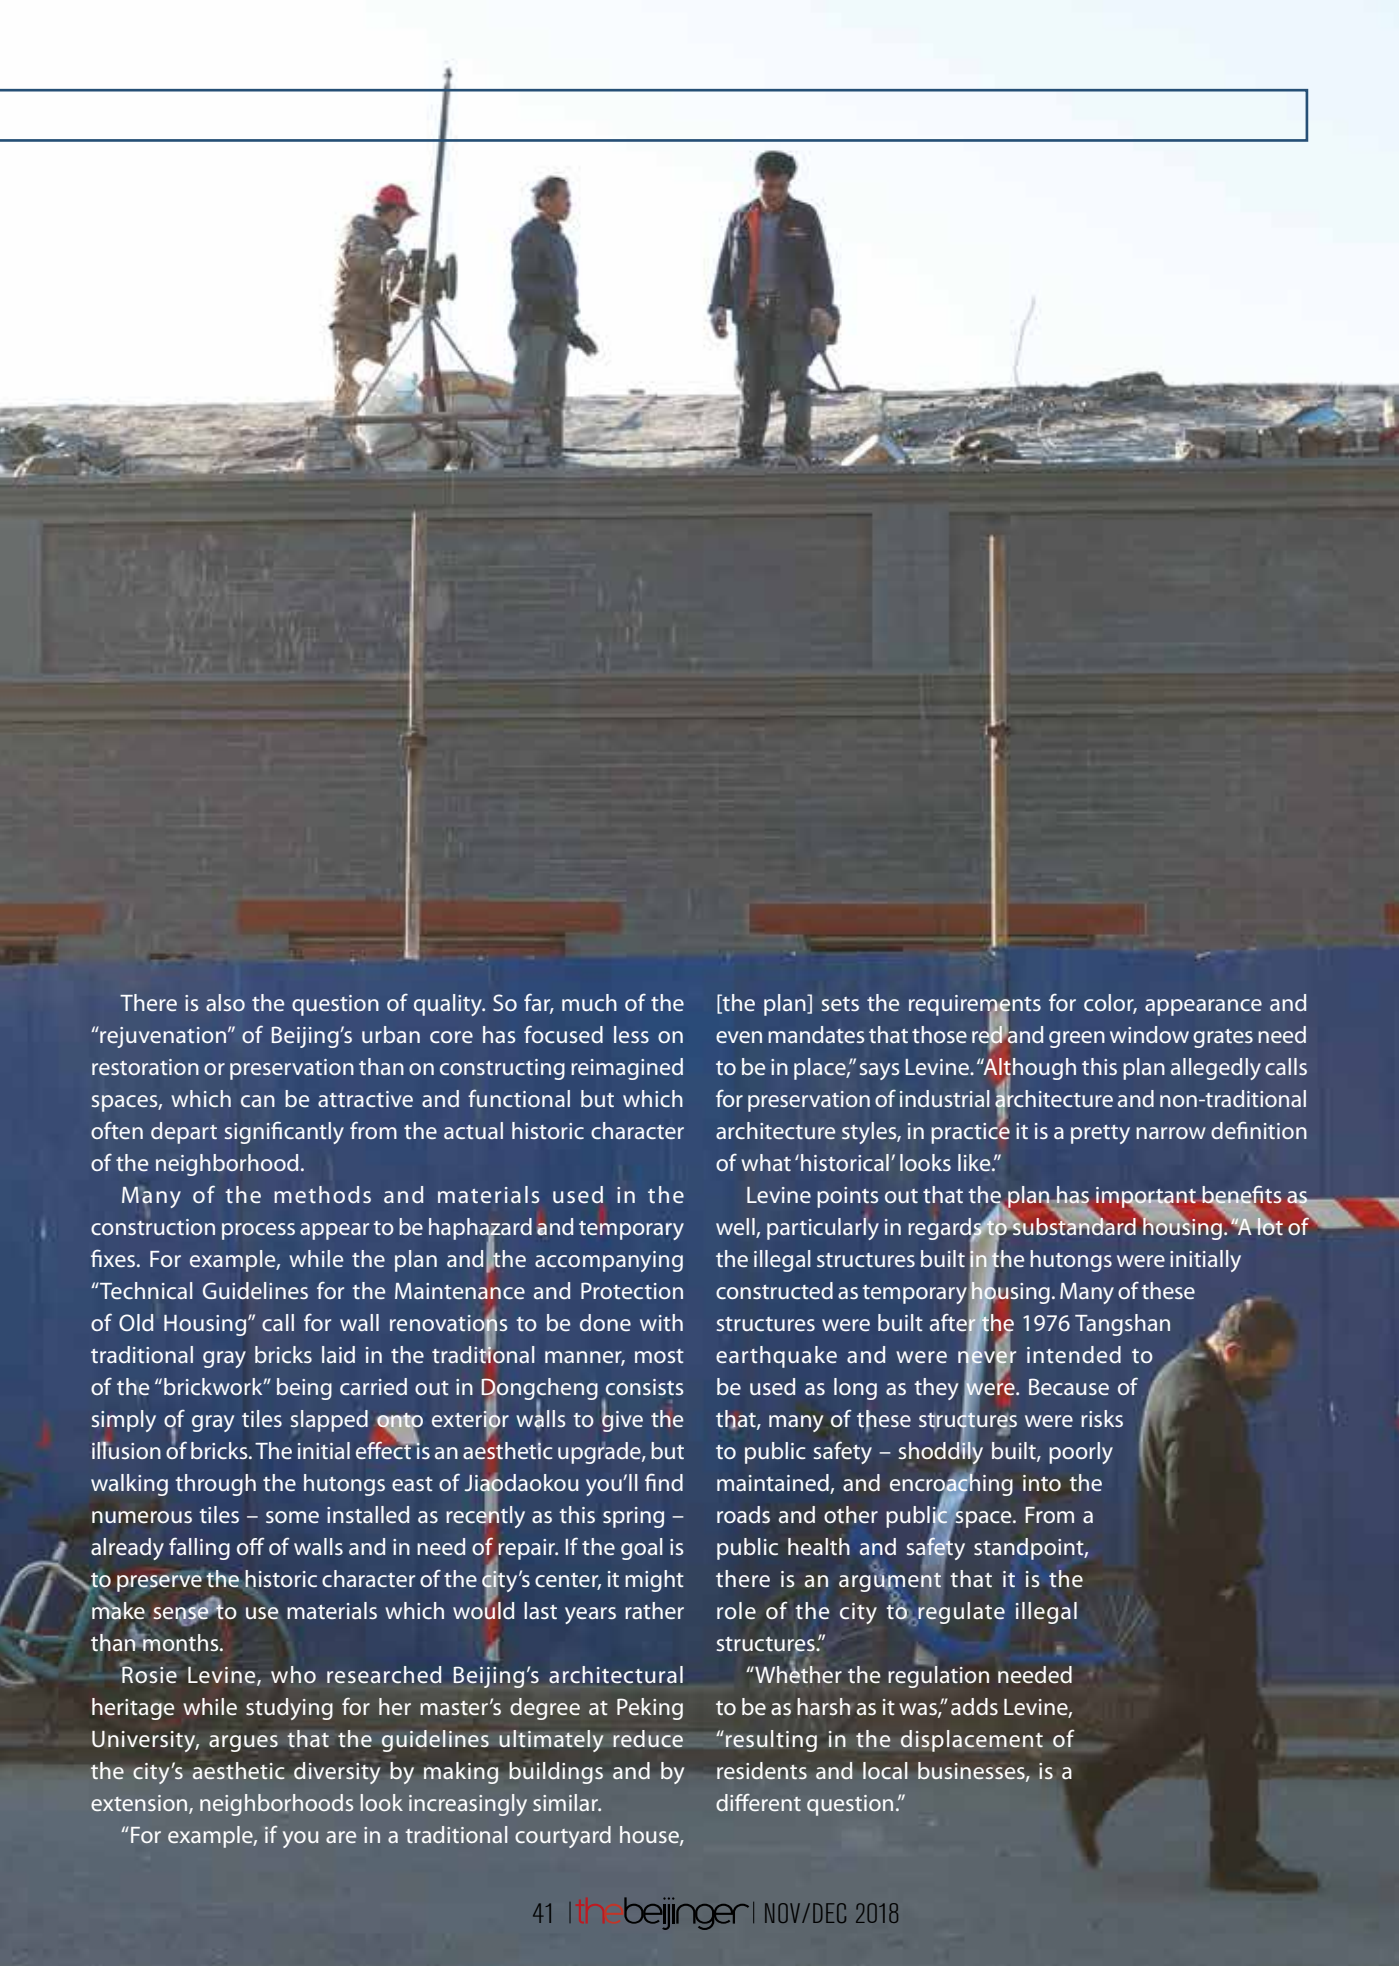 There is also the question of quality. So far, much of the
“rejuvenation” of Beijing’s urban core has focused less on
restoration or preservation than on constructing reimagined
spaces, which can be attractive and functional but which
often depart significantly from the actual historic character
of the neighborhood.
Many of the methods and materials used in the
construction process appear to be haphazard and temporary
fixes. For example, while the plan and the accompanying
“Technical Guidelines for the Maintenance and Protection
of Old Housing” call for wall renovations to be done with
traditional gray bricks laid in the traditional manner, most
of the “brickwork” being carried out in Dongcheng consists
simply of gray tiles slapped onto exterior walls to give the
illusion of bricks. The initial effect is an aesthetic upgrade, but
walking through the hutongs east of Jiaodaokou you’ll find
numerous tiles – some installed as recently as this spring –
already falling off of walls and in need of repair. If the goal is
to preserve the historic character of the city’s center, it might
make sense to use materials which would last years rather
than months.
Rosie Levine, who researched Beijing’s architectural
heritage while studying for her master’s degree at Peking
University, argues that the guidelines ultimately reduce
the city’s aesthetic diversity by making buildings and by
extension, neighborhoods look increasingly similar.
“For example, if you are in a traditional courtyard house,
[the plan] sets the requirements for color, appearance and
even mandates that those red and green window grates need
to be in place,” says Levine. “Although this plan allegedly calls
for preservation of industrial architecture and non-traditional
architecture styles, in practice it is a pretty narrow definition
of what ‘historical’ looks like.”
Levine points out that the plan has important benefits as
well, particularly in regards to substandard housing. “A lot of
the illegal structures built in the hutongs were initially
constructed as temporary housing. Many of these
structures were built after the 1976 Tangshan
earthquake and were never intended to
be used as long as they were. Because of
that, many of these structures were risks
to public safety – shoddily built, poorly
maintained, and encroaching into the
roads and other public space. From a
public health and safety standpoint,
there is an argument that it is the
role of the city to regulate illegal
structures.”
“Whether the regulation needed
to be as harsh as it was,” adds Levine,
“resulting in the displacement of
residents and local businesses, is a
different question.”
41 | thebeijinger | NOV/DEC 2018